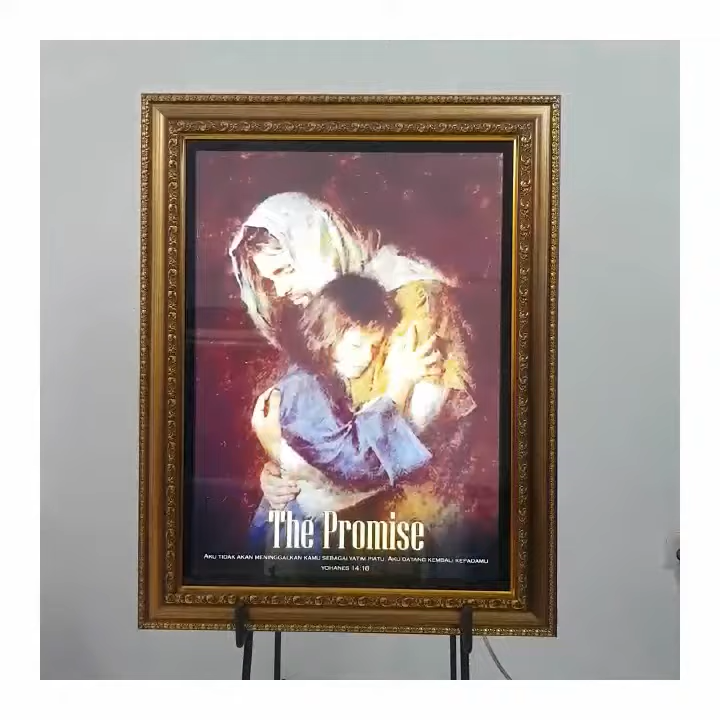 The Promise
AKU TIDAK AKAN MENINGGALKAN KAMU SEBAGAI YATIM PIATU. AKU DATANG KEMBALI KEPADAMU
YOHANES 14:18